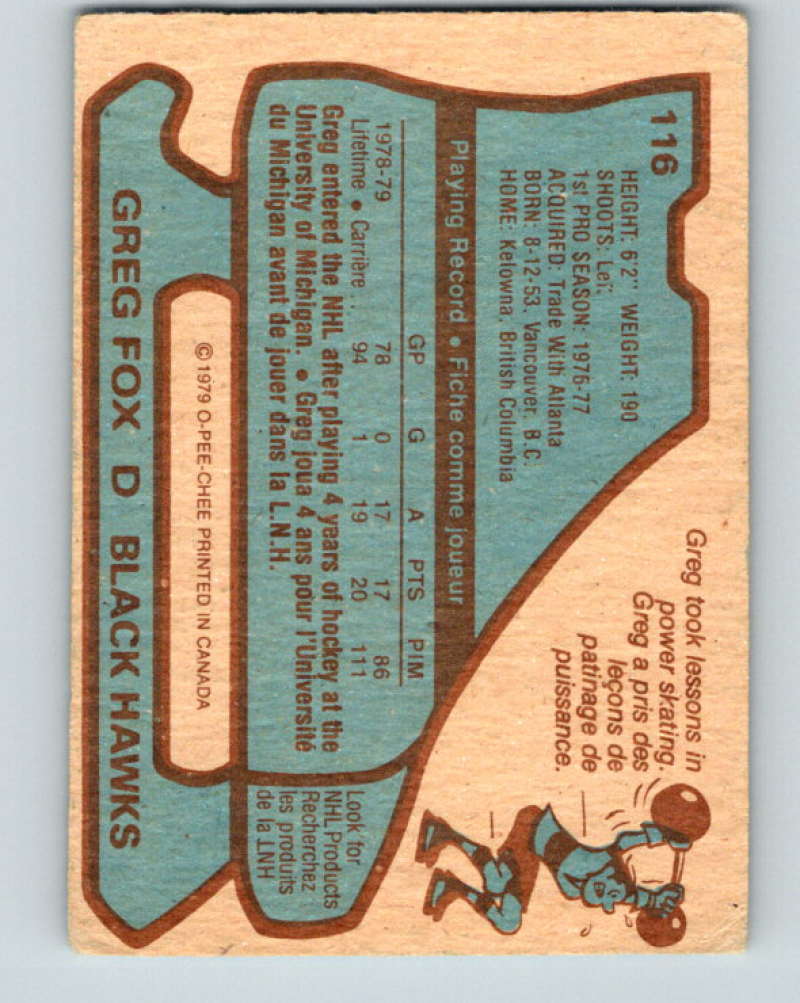 116
HEIGHT: 6'2" WEIGHT: 190
SHOOTS: Left
1st PRO SEASON: 1976-77
ACQUIRED: Trade With Atlanta
BORN: 8-12-53, Vancouver, B.C.
HOME: Kelowna, British Columbia
Greg took lessons in
power skating.
Greg a pris des
leçons de
patinage de
puissance.
Playing Record • Fiche comme joueur
GP G A PTS PIM
1978-79 78 0 17 17 86
Lifetime • Carrière .. 94 1 19 20 111
Greg entered the NHL after playing 4 years of hockey at the
University of Michigan. • Greg joua 4 ans pour l'Université
du Michigan avant de jouer dans la L.N.H.
Look for
NHL Products
Recherchez
les produits
de la LNH
© 1979 O-PEE-CHEE PRINTED IN CANADA
GREG FOX D BLACK HAWKS